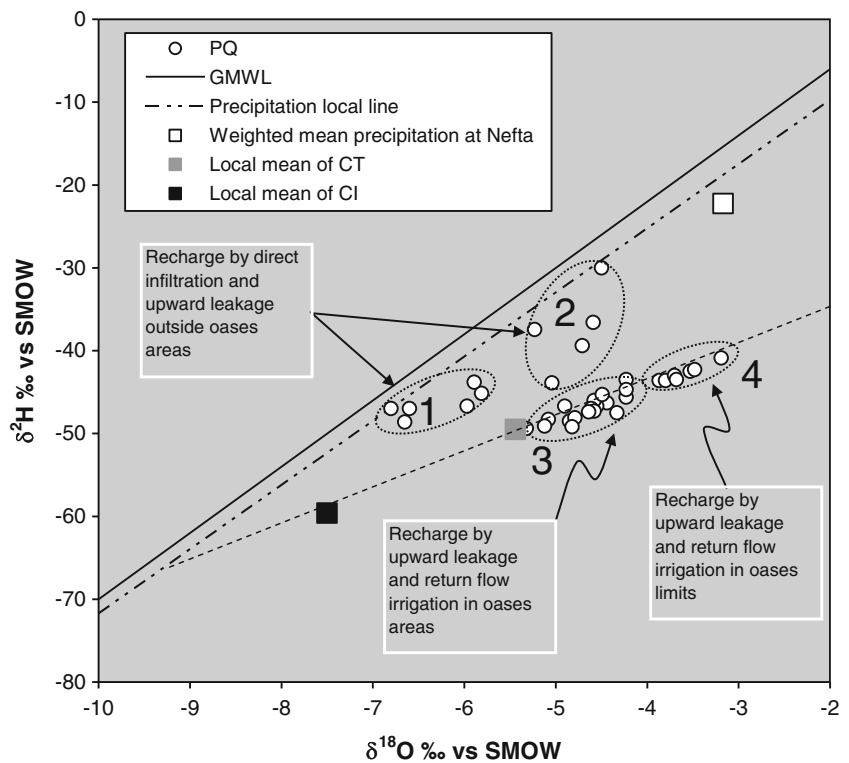 0
-10
-20
-30
-40
-50
-60
-70
-80
δ²H ‰ vs SMOW
PQ
GMWL
Precipitation local line
Weighted mean precipitation at Nefta
Local mean of CT
Local mean of CI
Recharge by direct
infiltration and
upward leakage
outside oases
areas
1
2
3
4
Recharge by
upward leakage
and return flow
irrigation in oases
areas
Recharge by
upward leakage
and return flow
irrigation in oases
limits
-10
-9
-8
-7
-6
-5
-4
-3
-2
δ¹⁸O ‰ vs SMOW